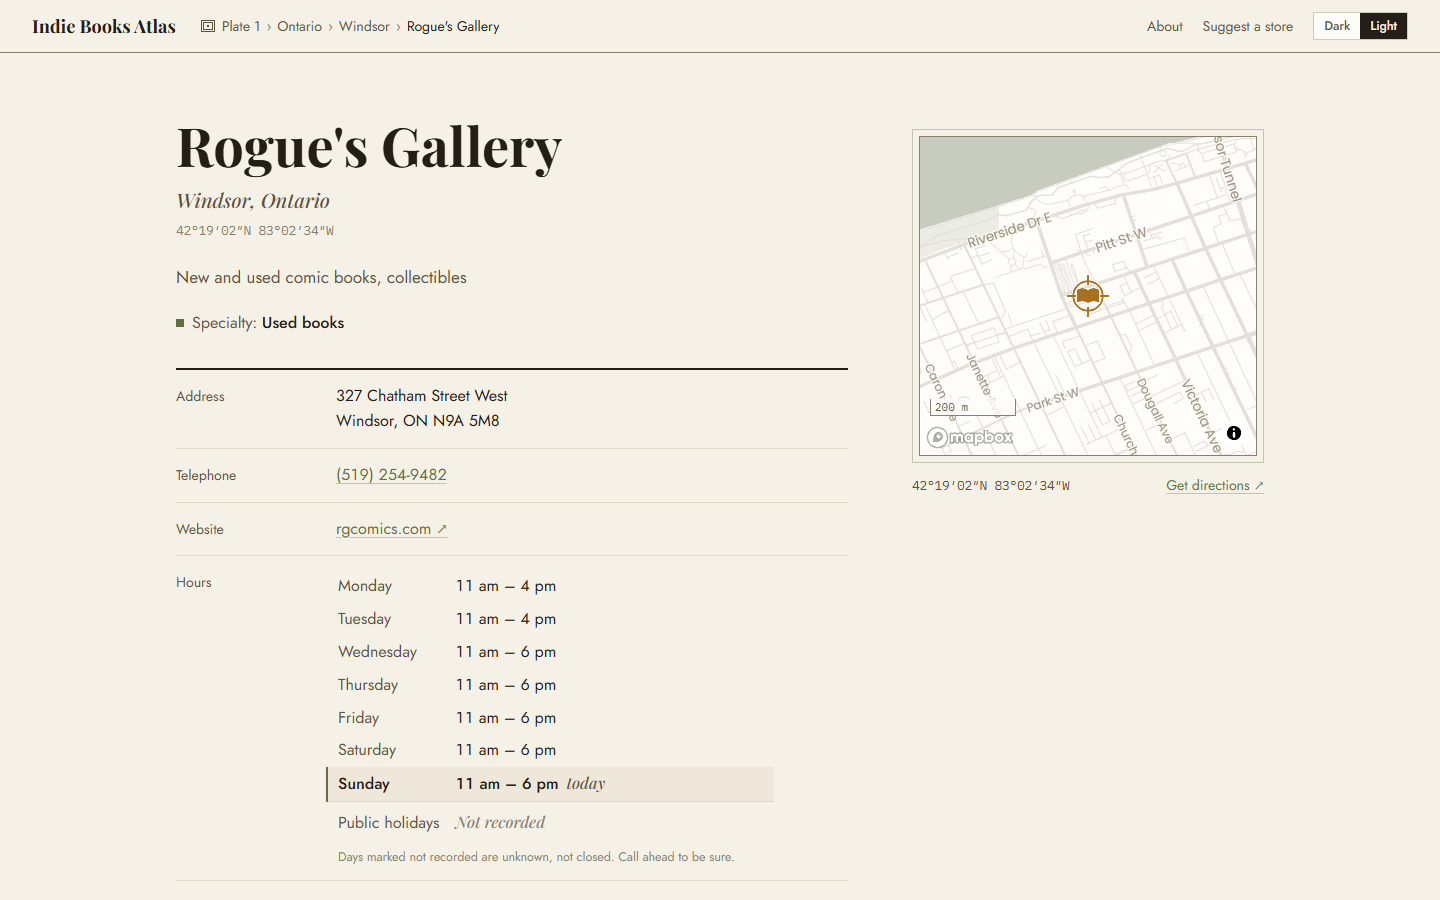 Indie Books Atlas
Plate 1 › Ontario › Windsor › Rogue's Gallery
About
Suggest a store
Dark
Light
Rogue's Gallery
Windsor, Ontario
42°19′02″N 83°02′34″W
New and used comic books, collectibles
Specialty: Used books
Address
327 Chatham Street West
Windsor, ON N9A 5M8
Telephone
(519) 254-9482
Website
rgcomics.com ↗
Hours
Monday 11 am – 4 pm
Tuesday 11 am – 4 pm
Wednesday 11 am – 6 pm
Thursday 11 am – 6 pm
Friday 11 am – 6 pm
Saturday 11 am – 6 pm
Sunday 11 am – 6 pm today
Public holidays Not recorded
Days marked not recorded are unknown, not closed. Call ahead to be sure.
sor Tunnel
Riverside Dr E
Pitt St W
Caron
Janette
Park St W
Church
Dougall Ave
Victoria Ave
200 m
mapbox
42°19′02″N 83°02′34″W
Get directions ↗